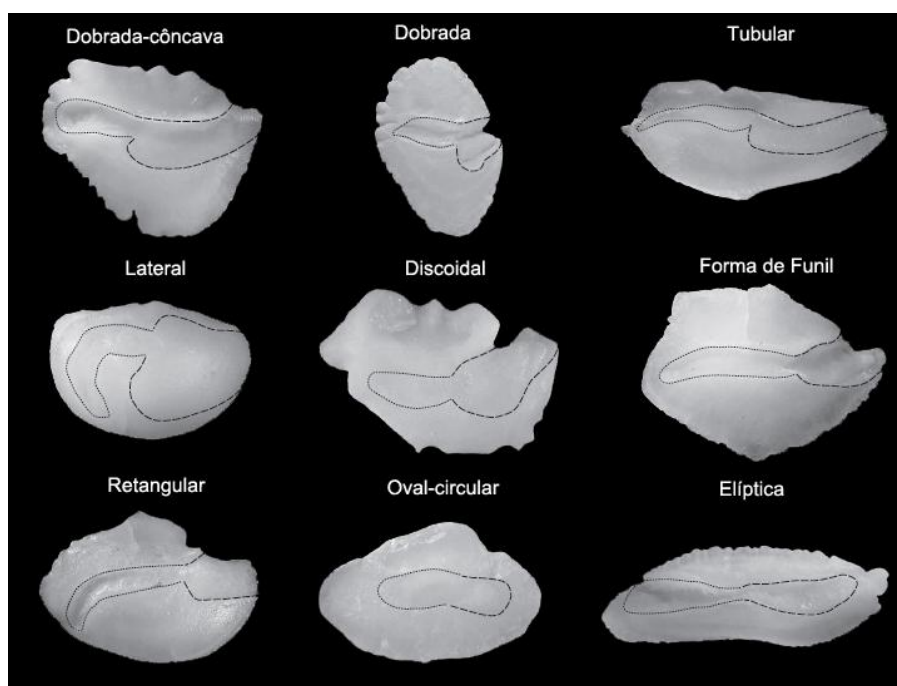 Dobrada-côncava
Dobrada
Tubular
Lateral
Discoidal
Forma de Funil
Retangular
Oval-circular
Elíptica